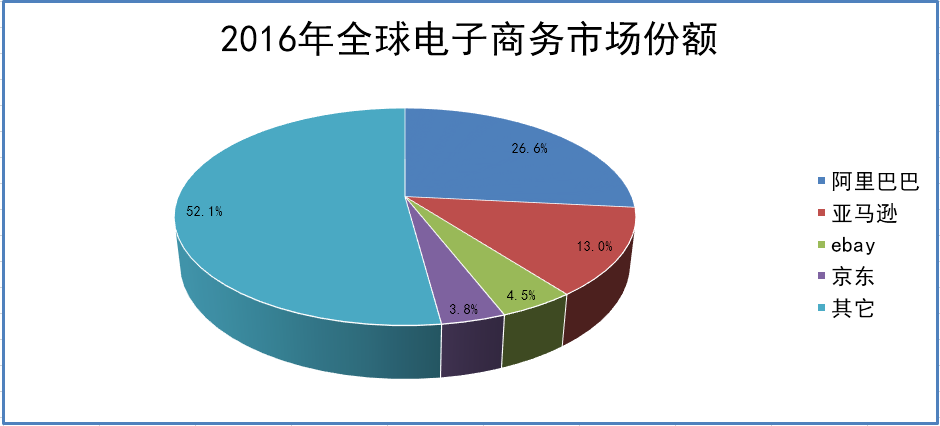 2016年全球电子商务市场份额
26.6%
13.0%
4.5%
3.8%
52.1%
阿里巴巴
亚马逊
ebay
京东
其它